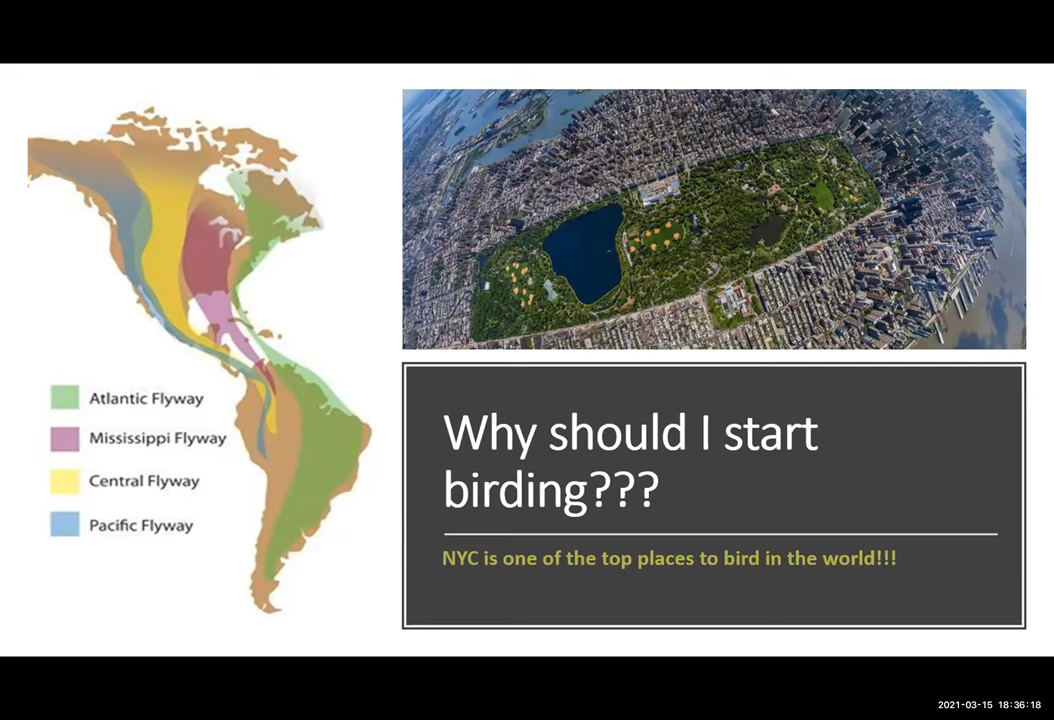 Atlantic Flyway
Mississippi Flyway
Central Flyway
Pacific Flyway
Why should I start
birding???
NYC is one of the top places to bird in the world!!!
2021-03-15 18:36:18